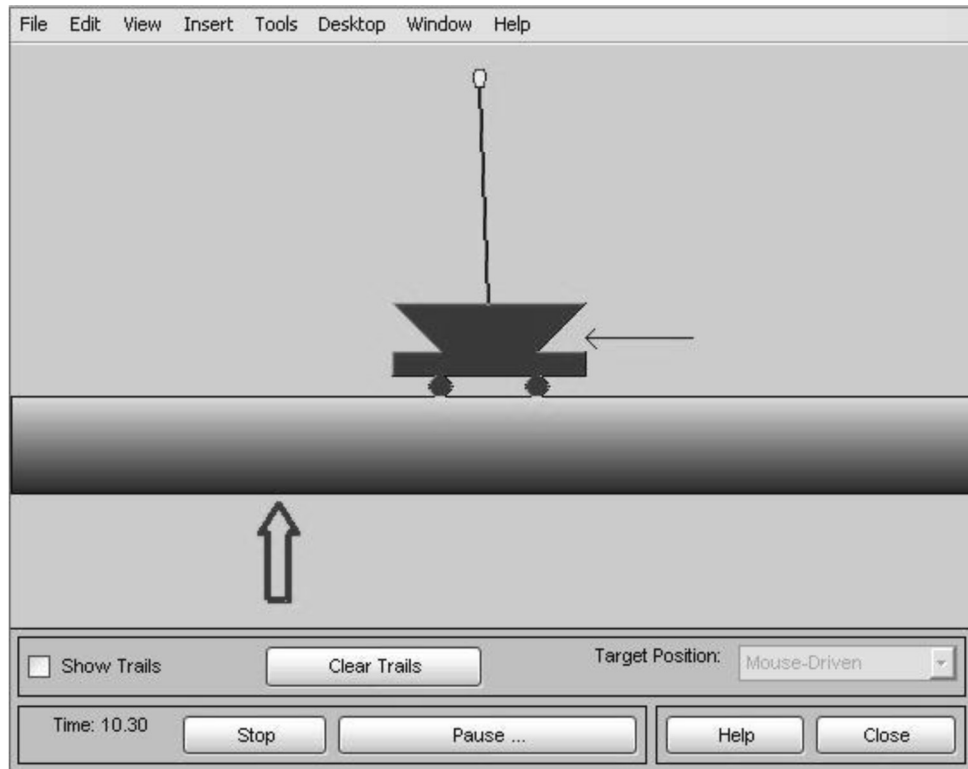 File Edit View Insert Tools Desktop Window Help
Show Trails Clear Trails Target Position: Mouse-Driven
Time: 10.30 Stop Pause ... Help Close